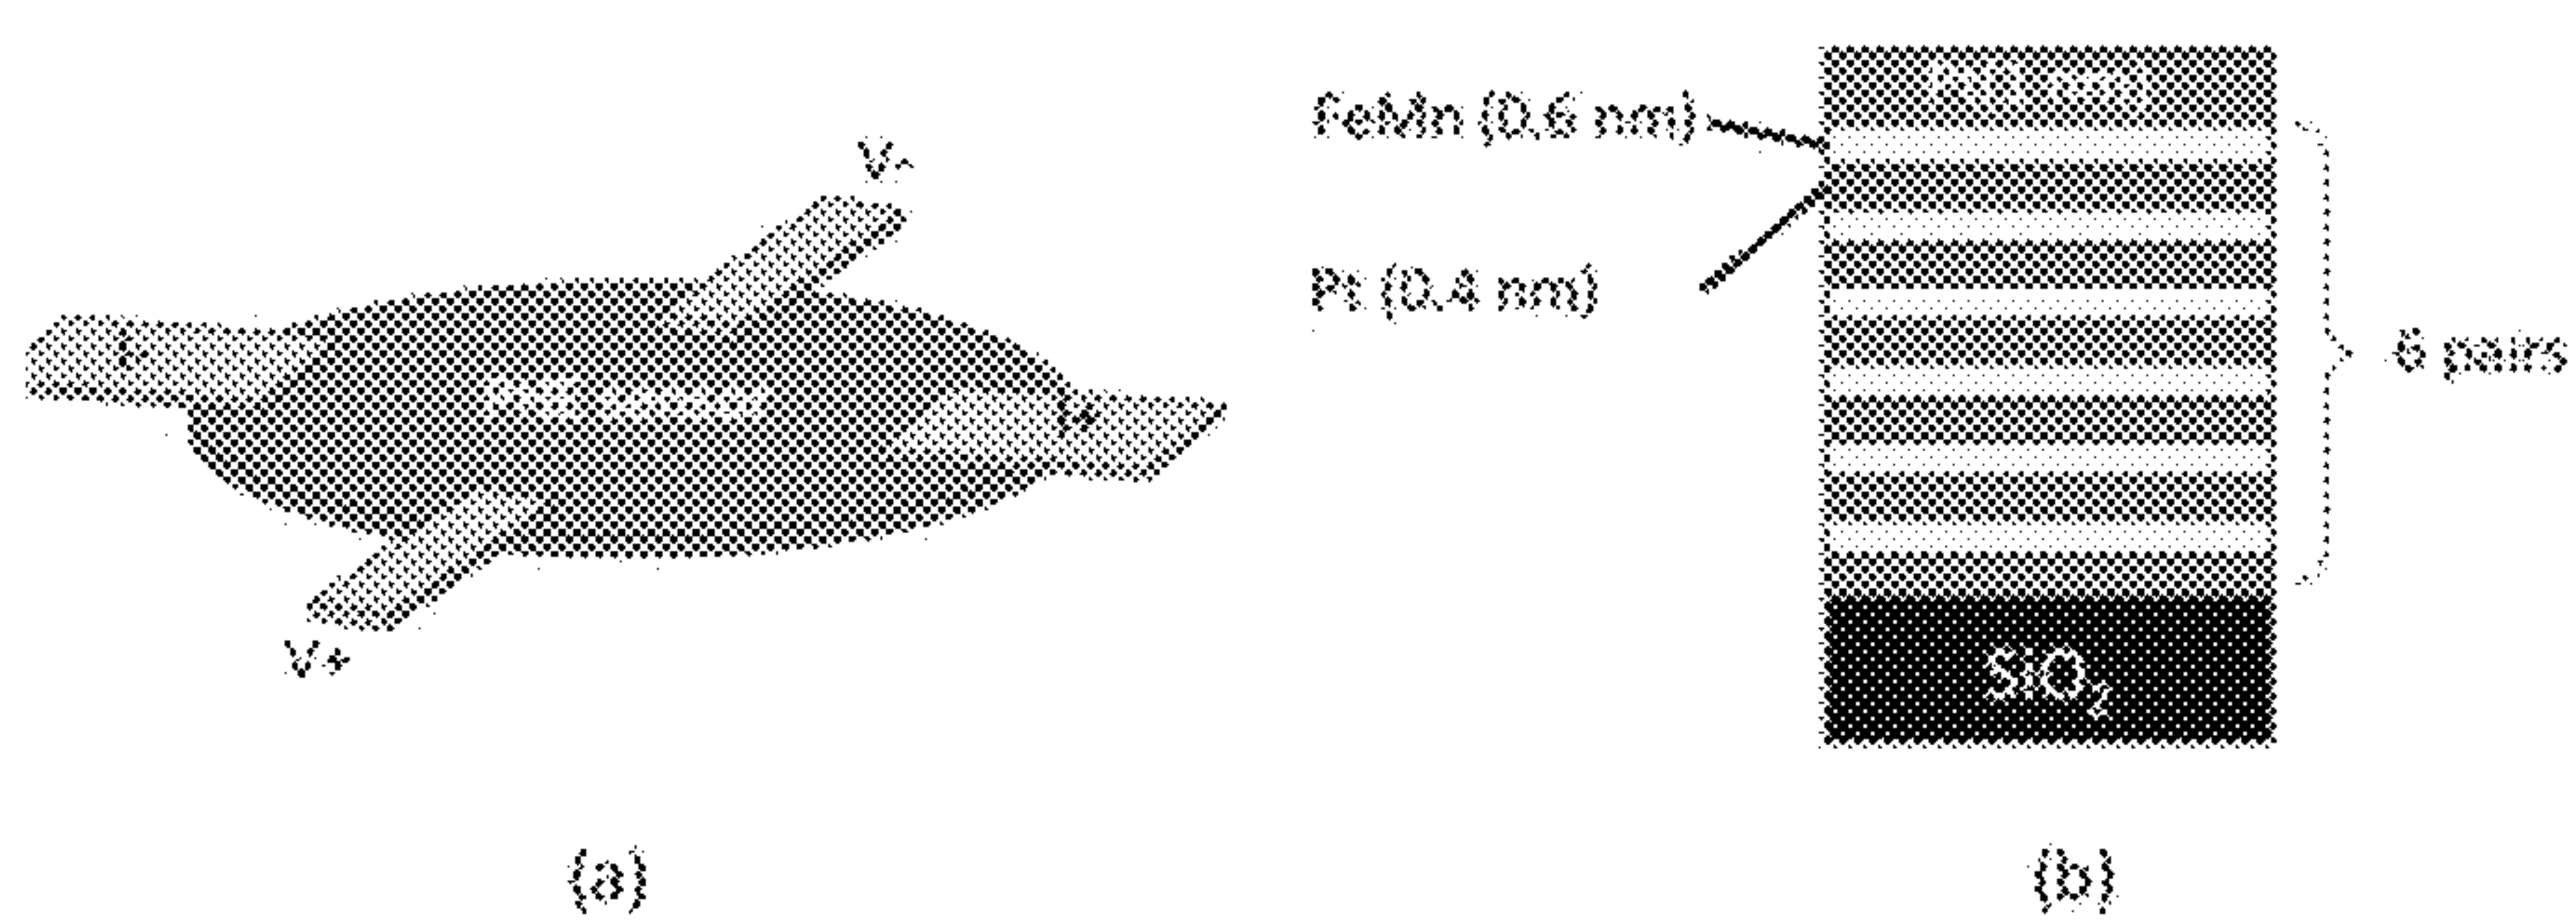 V-
V+
(a)
FeMn (0.6 nm)
Pt (0.4 nm)
6 pairs
SiO₂
(b)